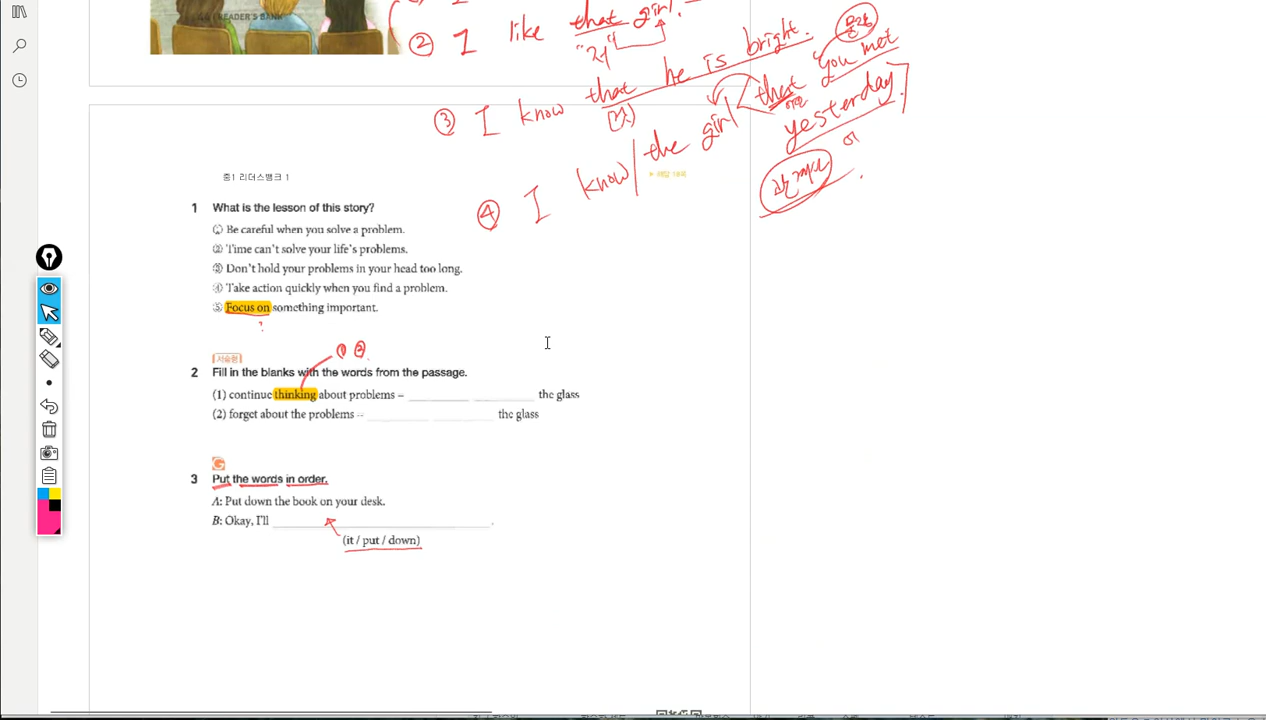 44 | READER'S BANK
② I like that girl.
"저"
③ I know that he is bright.
④ I know the girl that you met yesterday.
중1 리더스뱅크 1
1 What is the lesson of this story?
① Be careful when you solve a problem.
② Time can't solve your life's problems.
③ Don't hold your problems in your head too long.
④ Take action quickly when you find a problem.
⑤ Focus on something important.
① ②
서술형
2 Fill in the blanks with the words from the passage.
(1) continue thinking about problems – the glass
(2) forget about the problems – the glass
G
3 Put the words in order.
A: Put down the book on your desk.
B: Okay, I'll .
(it / put / down)